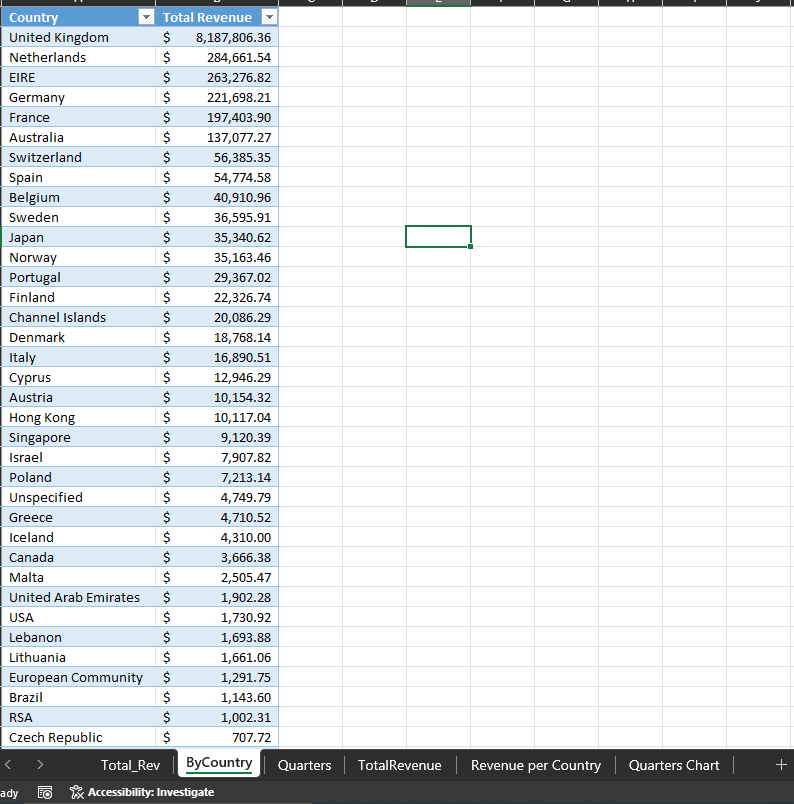 Country Total Revenue
United Kingdom $ 8,187,806.36
Netherlands $ 284,661.54
EIRE $ 263,276.82
Germany $ 221,698.21
France $ 197,403.90
Australia $ 137,077.27
Switzerland $ 56,385.35
Spain $ 54,774.58
Belgium $ 40,910.96
Sweden $ 36,595.91
Japan $ 35,340.62
Norway $ 35,163.46
Portugal $ 29,367.02
Finland $ 22,326.74
Channel Islands $ 20,086.29
Denmark $ 18,768.14
Italy $ 16,890.51
Cyprus $ 12,946.29
Austria $ 10,154.32
Hong Kong $ 10,117.04
Singapore $ 9,120.39
Israel $ 7,907.82
Poland $ 7,213.14
Unspecified $ 4,749.79
Greece $ 4,710.52
Iceland $ 4,310.00
Canada $ 3,666.38
Malta $ 2,505.47
United Arab Emirates $ 1,902.28
USA $ 1,730.92
Lebanon $ 1,693.88
Lithuania $ 1,661.06
European Community $ 1,291.75
Brazil $ 1,143.60
RSA $ 1,002.31
Czech Republic $ 707.72
Total_Rev ByCountry Quarters TotalRevenue Revenue per Country Quarters Chart +
ady Accessibility: Investigate